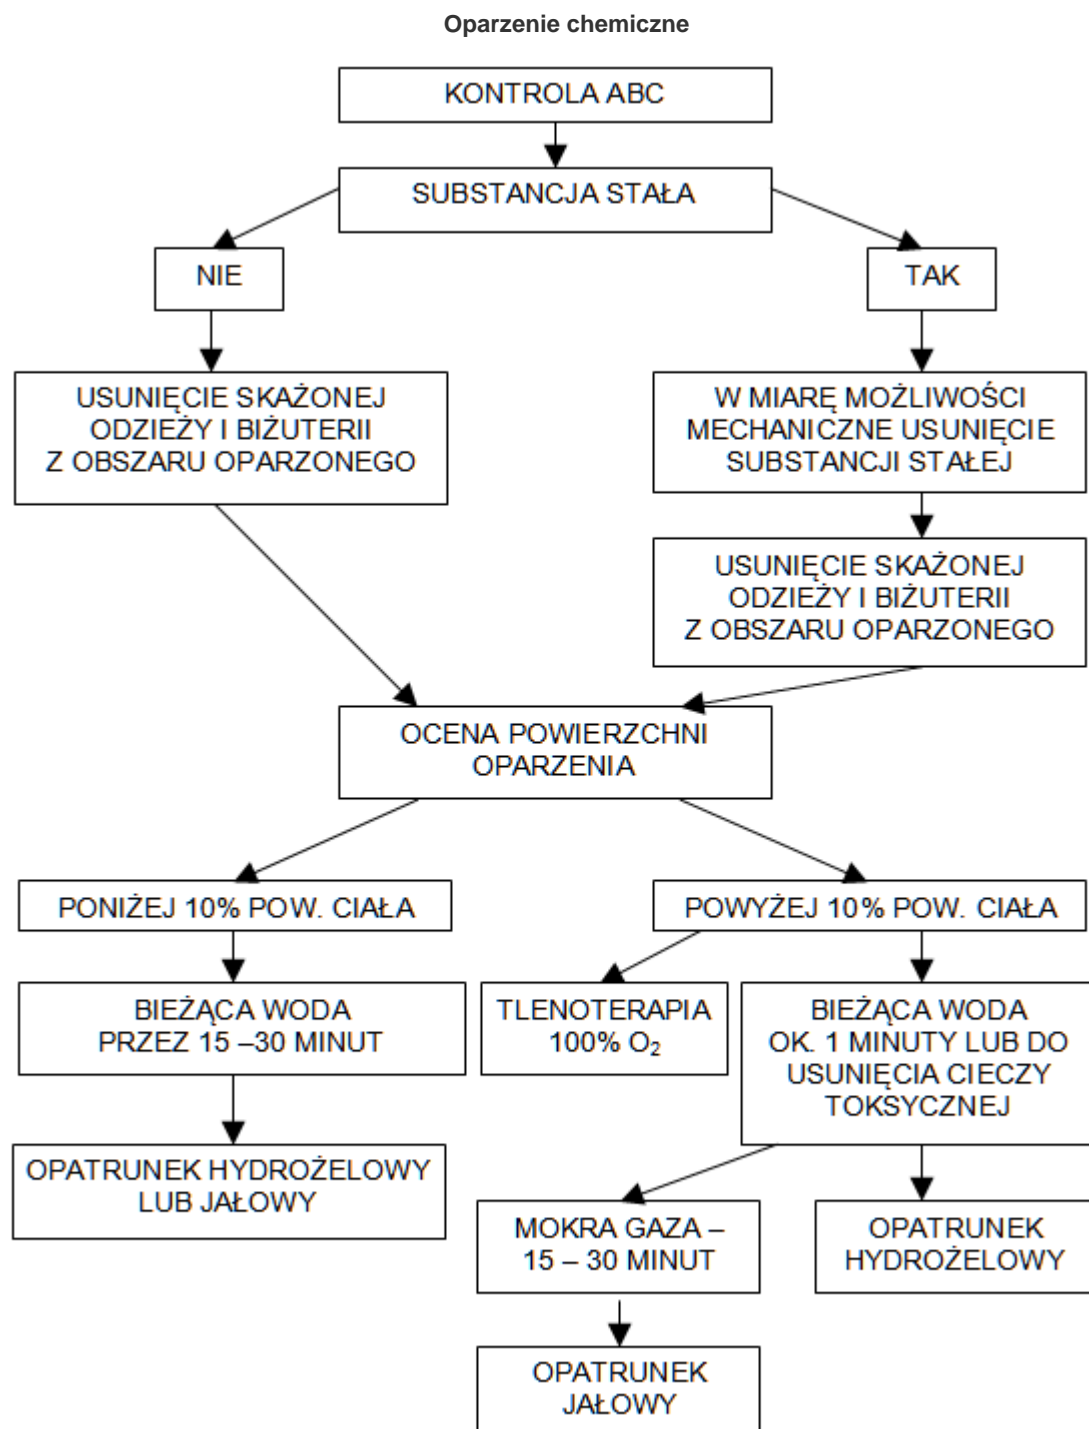 Oparzenie chemiczne
KONTROLA ABC
SUBSTANCJA STAŁA
NIE
TAK
USUNIĘCIE SKAŻONEJ
ODZIEŻY I BIŻUTERII
Z OBSZARU OPARZONEGO
W MIARĘ MOŻLIWOŚCI
MECHANICZNE USUNIĘCIE
SUBSTANCJI STAŁEJ
USUNIĘCIE SKAŻONEJ
ODZIEŻY I BIŻUTERII
Z OBSZARU OPARZONEGO
OCENA POWIERZCHNI
OPARZENIA
PONIŻEJ 10% POW. CIAŁA
POWYŻEJ 10% POW. CIAŁA
BIEŻĄCA WODA
PRZEZ 15 –30 MINUT
TLENOTERAPIA
100% O₂
BIEŻĄCA WODA
OK. 1 MINUTY LUB DO
USUNIĘCIA CIECZY
TOKSYCZNEJ
OPATRUNEK HYDROŻELOWY
LUB JAŁOWY
MOKRA GAZA –
15 – 30 MINUT
OPATRUNEK
HYDROŻELOWY
OPATRUNEK
JAŁOWY